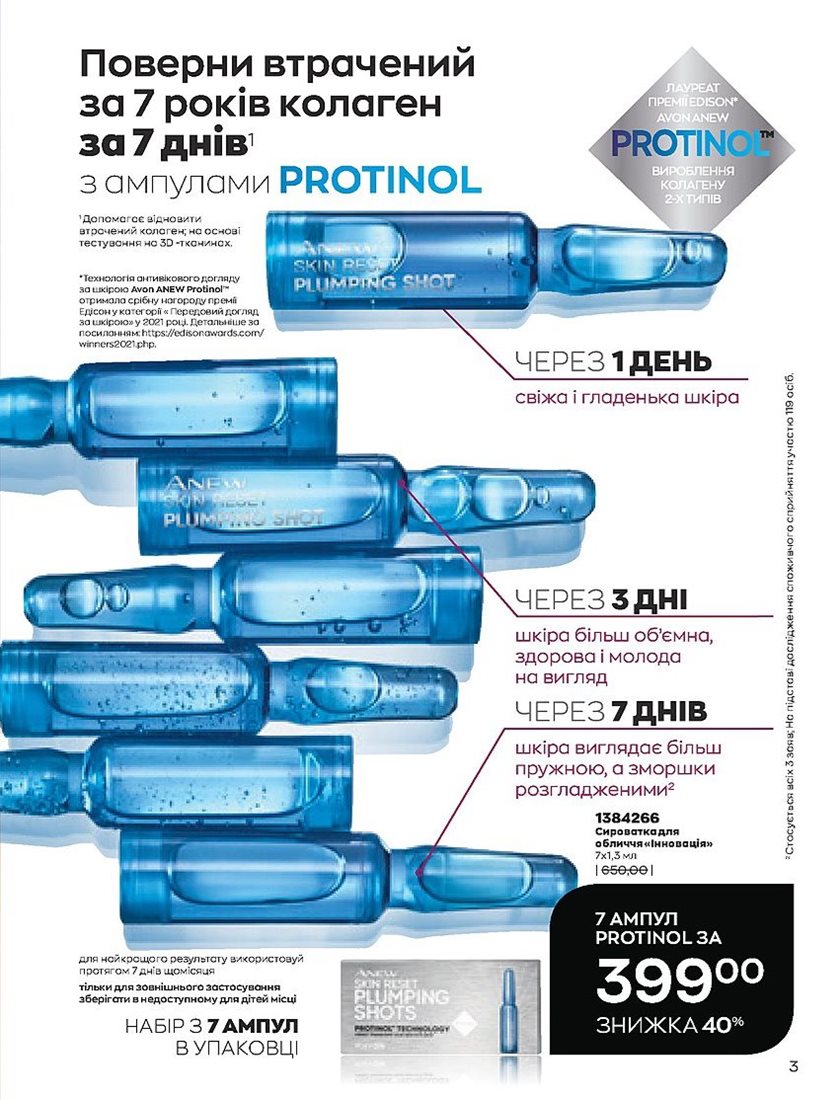 Поверни втрачений
за 7 років колаген
за 7 днів¹
з ампулами PROTINOL
ЛАУРЕАТ
ПРЕМІЇ EDISON*
AVON ANEW
PROTINOL™
ВИРОБЛЕННЯ
КОЛАГЕНУ
2-Х ТИПІВ
¹Допомагає відновити
втрачений колаген; на основі
тестування на 3D -тканинах.
*Технологія антивікового догляду
за шкірою Avon ANEW Protinol™
отримала срібну нагороду премії
Едісон у категорії « Передовий догляд
за шкірою» у 2021 році. Детальніше за
посиланням: https://edisonawards.com/
winners2021.php.
ANEW
SKIN RESET
PLUMPING SHOT
ЧЕРЕЗ 1 ДЕНЬ
свіжа і гладенька шкіра
ANEW
SKIN RESET
PLUMPING SHOT
ЧЕРЕЗ 3 ДНІ
шкіра більш об'ємна,
здорова і молода
на вигляд
ЧЕРЕЗ 7 ДНІВ
шкіра виглядає більш
пружною, а зморшки
розгладженими²
² Стосується всіх 3 заяв; На підставі дослідження споживчого сприйняття участю 119 осіб.
1384266
Сироватка для
обличчя «Інновація»
7х1,3 мл
| 650,00 |
7 АМПУЛ
PROTINOL ЗА
399⁰⁰
ЗНИЖКА 40%
для найкращого результату використовуй
протягом 7 днів щомісяця
тільки для зовнішнього застосування
зберігати в недоступному для дітей місці
НАБІР З 7 АМПУЛ
В УПАКОВЦІ
ANEW
SKIN RESET
PLUMPING
SHOTS
PROTINOL™ TECHNOLOGY
3